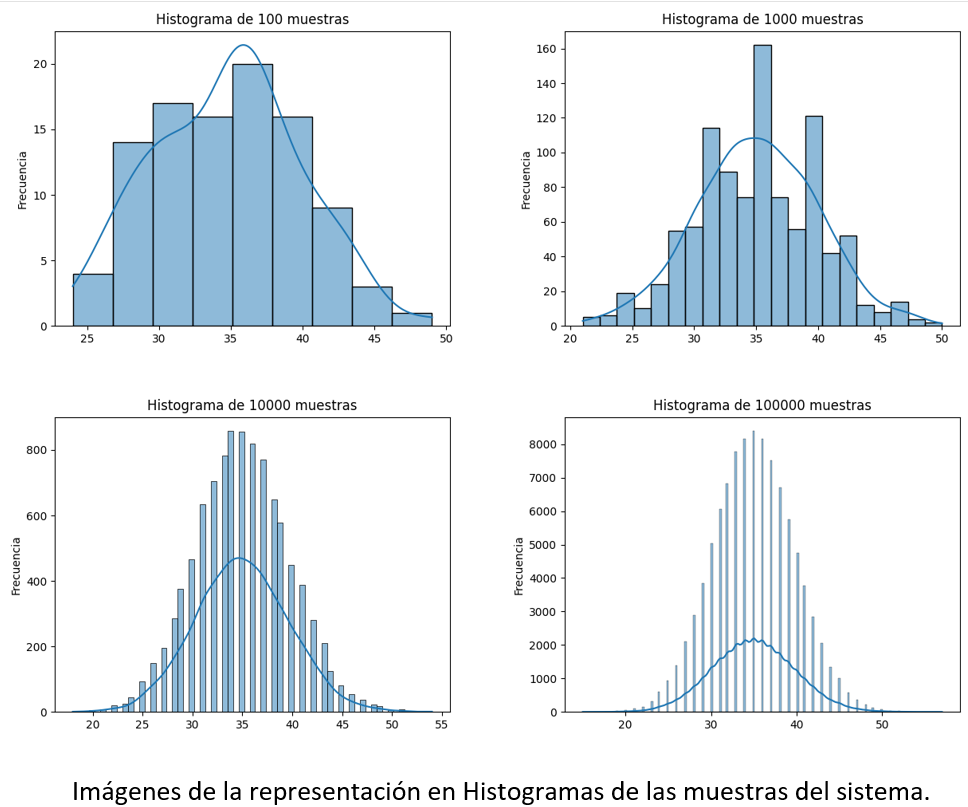 Histograma de 100 muestras
Frecuencia
20
15
10
5
0
25 30 35 40 45 50
Histograma de 1000 muestras
Frecuencia
160
140
120
100
80
60
40
20
0
20 25 30 35 40 45 50
Histograma de 10000 muestras
Frecuencia
800
600
400
200
0
20 25 30 35 40 45 50 55
Histograma de 100000 muestras
Frecuencia
8000
7000
6000
5000
4000
3000
2000
1000
0
20 30 40 50
Imágenes de la representación en Histogramas de las muestras del sistema.